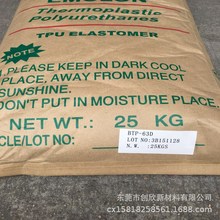 Thermoplastic
Polyurethanes
TPU ELASTOMER
NOTE
PLEASE KEEP IN DARK COOL
PLACE, AWAY FROM DIRECT
SUNSHINE.
DON'T PUT IN MOISTURE PLACE.
NET WT.: 25 KG
CLE/LOT NO:
BTP-63D
LOT NO:3B151128
N.W. :25KGS
东莞市创欣新材料有限公司
cx15818258561.1688.com